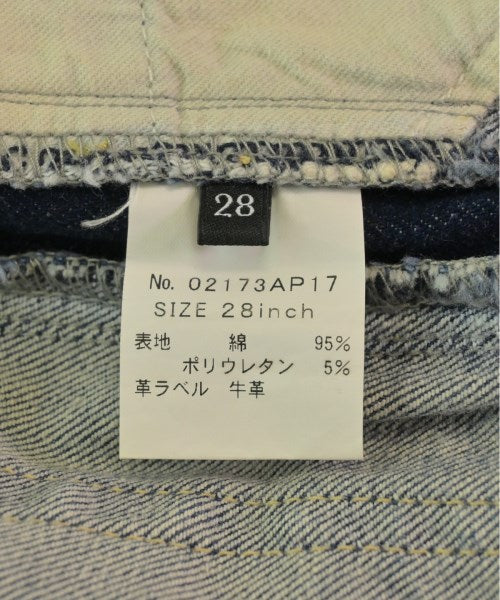 28
No. 02173AP17
SIZE 28inch
表地 綿 95%
ポリウレタン 5%
革ラベル 牛革